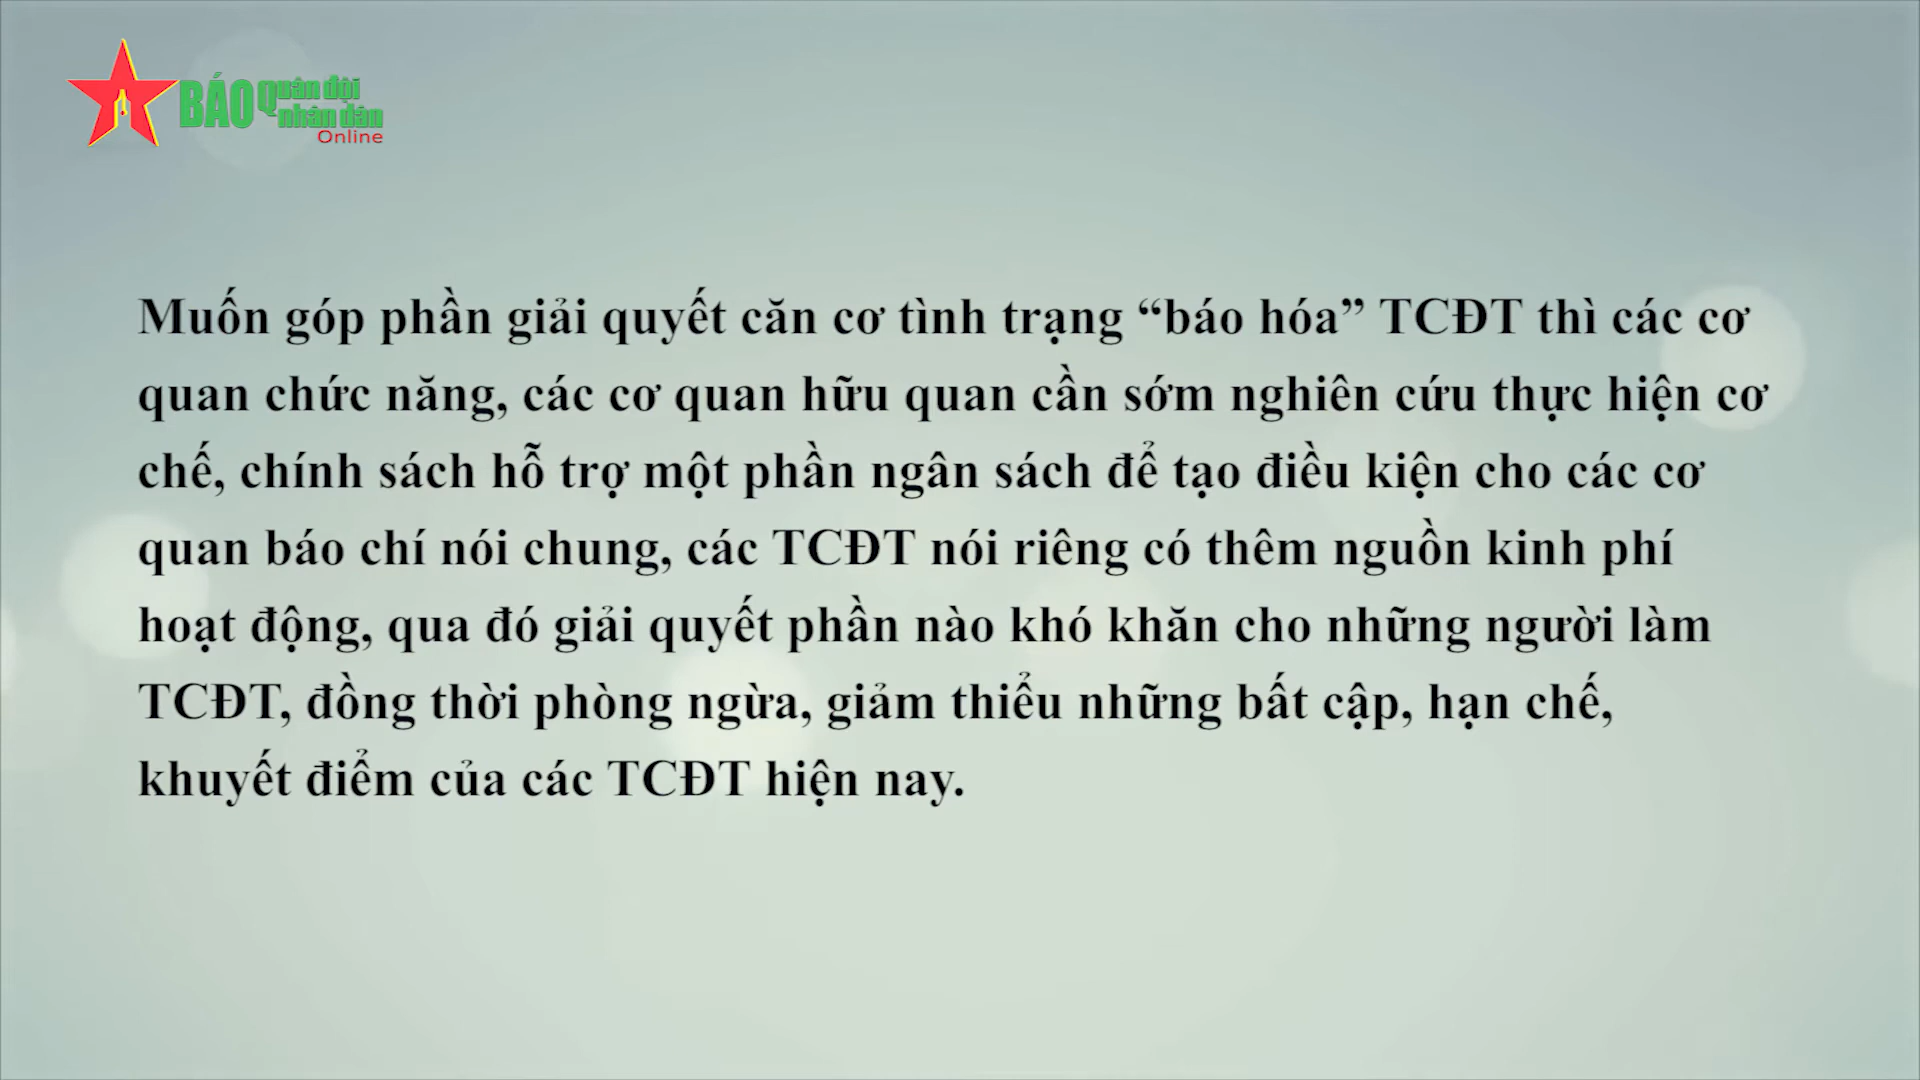 BÁO Quân đội
nhân dân
Online
Muốn góp phần giải quyết căn cơ tình trạng “báo hóa” TCĐT thì các cơ
quan chức năng, các cơ quan hữu quan cần sớm nghiên cứu thực hiện cơ
chế, chính sách hỗ trợ một phần ngân sách để tạo điều kiện cho các cơ
quan báo chí nói chung, các TCĐT nói riêng có thêm nguồn kinh phí
hoạt động, qua đó giải quyết phần nào khó khăn cho những người làm
TCĐT, đồng thời phòng ngừa, giảm thiểu những bất cập, hạn chế,
khuyết điểm của các TCĐT hiện nay.